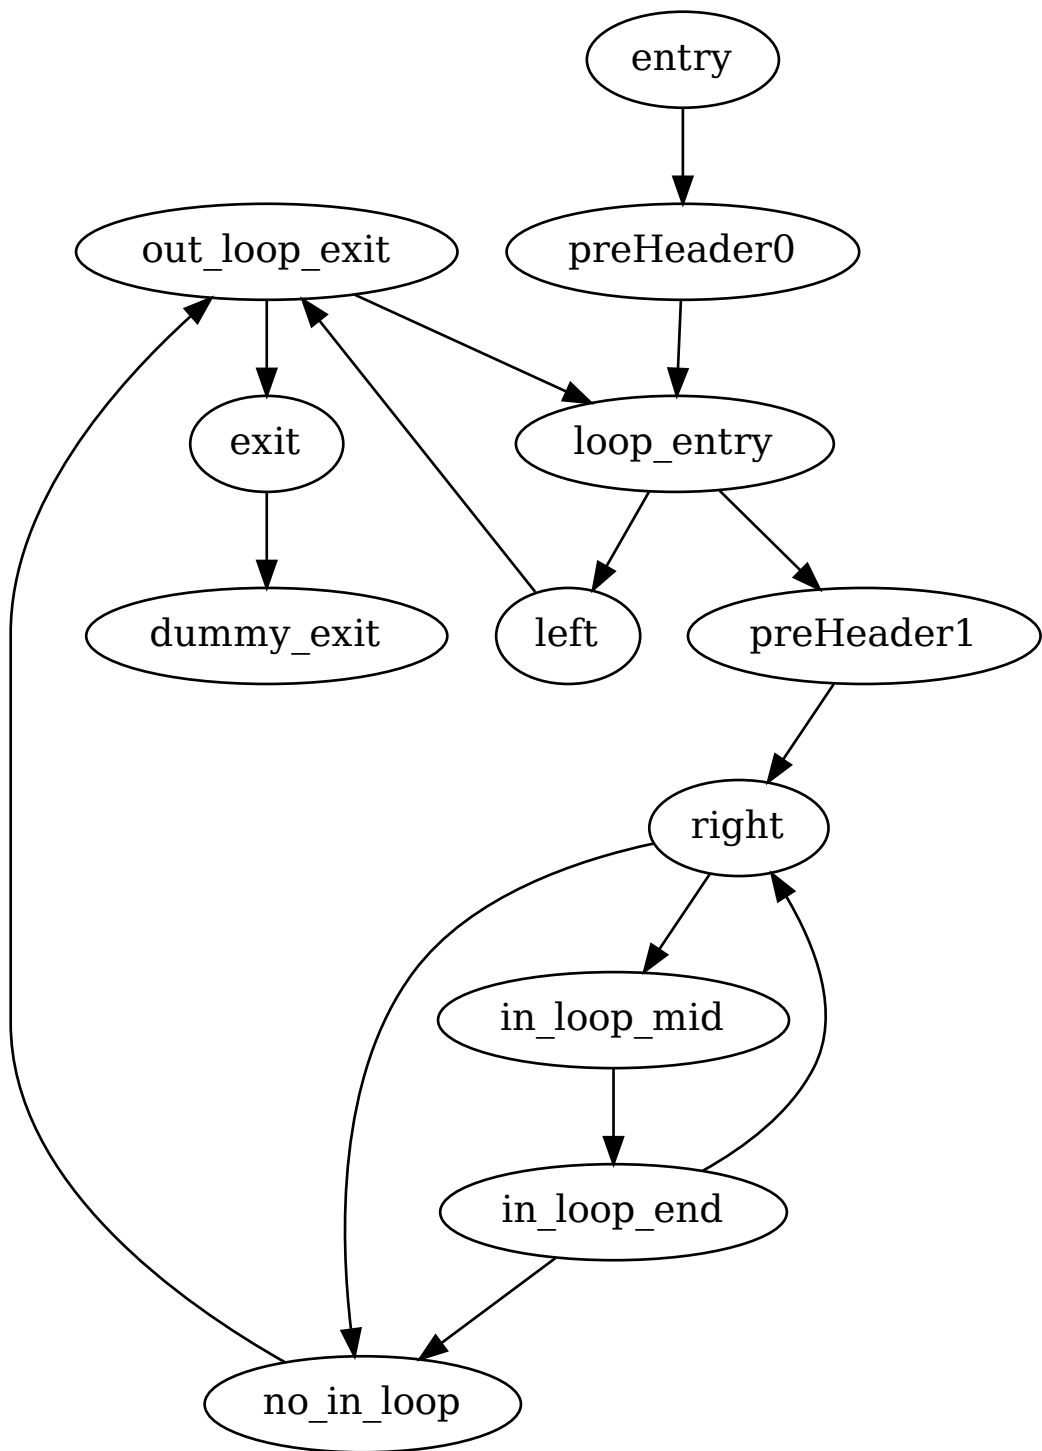 entry
out_loop_exit
preHeader0
exit
loop_entry
dummy_exit
left
preHeader1
right
in_loop_mid
in_loop_end
no_in_loop